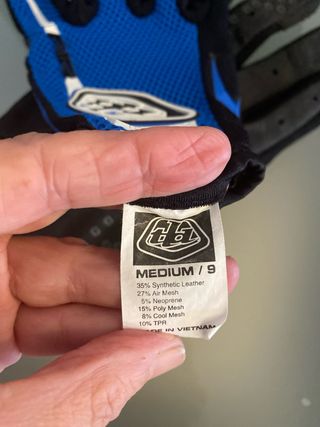 MEDIUM / 9
35% Synthetic Leather
27% Air Mesh
5% Neoprene
15% Poly Mesh
8% Cool Mesh
10% TPR
MADE IN VIETNAM